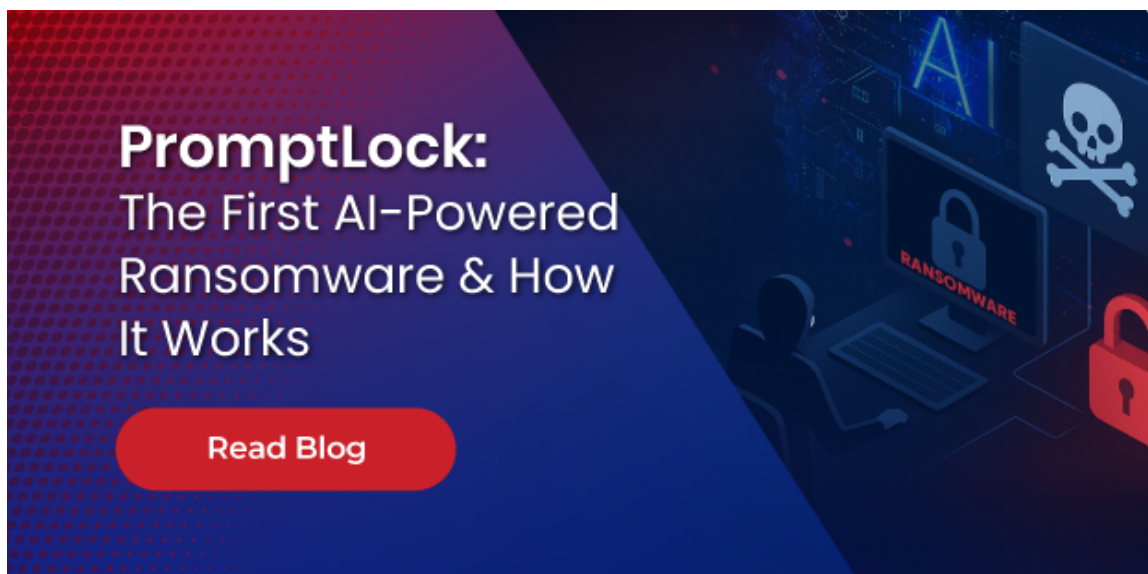 PromptLock:
The First AI-Powered
Ransomware & How
It Works
Read Blog
AI
RANSOMWARE